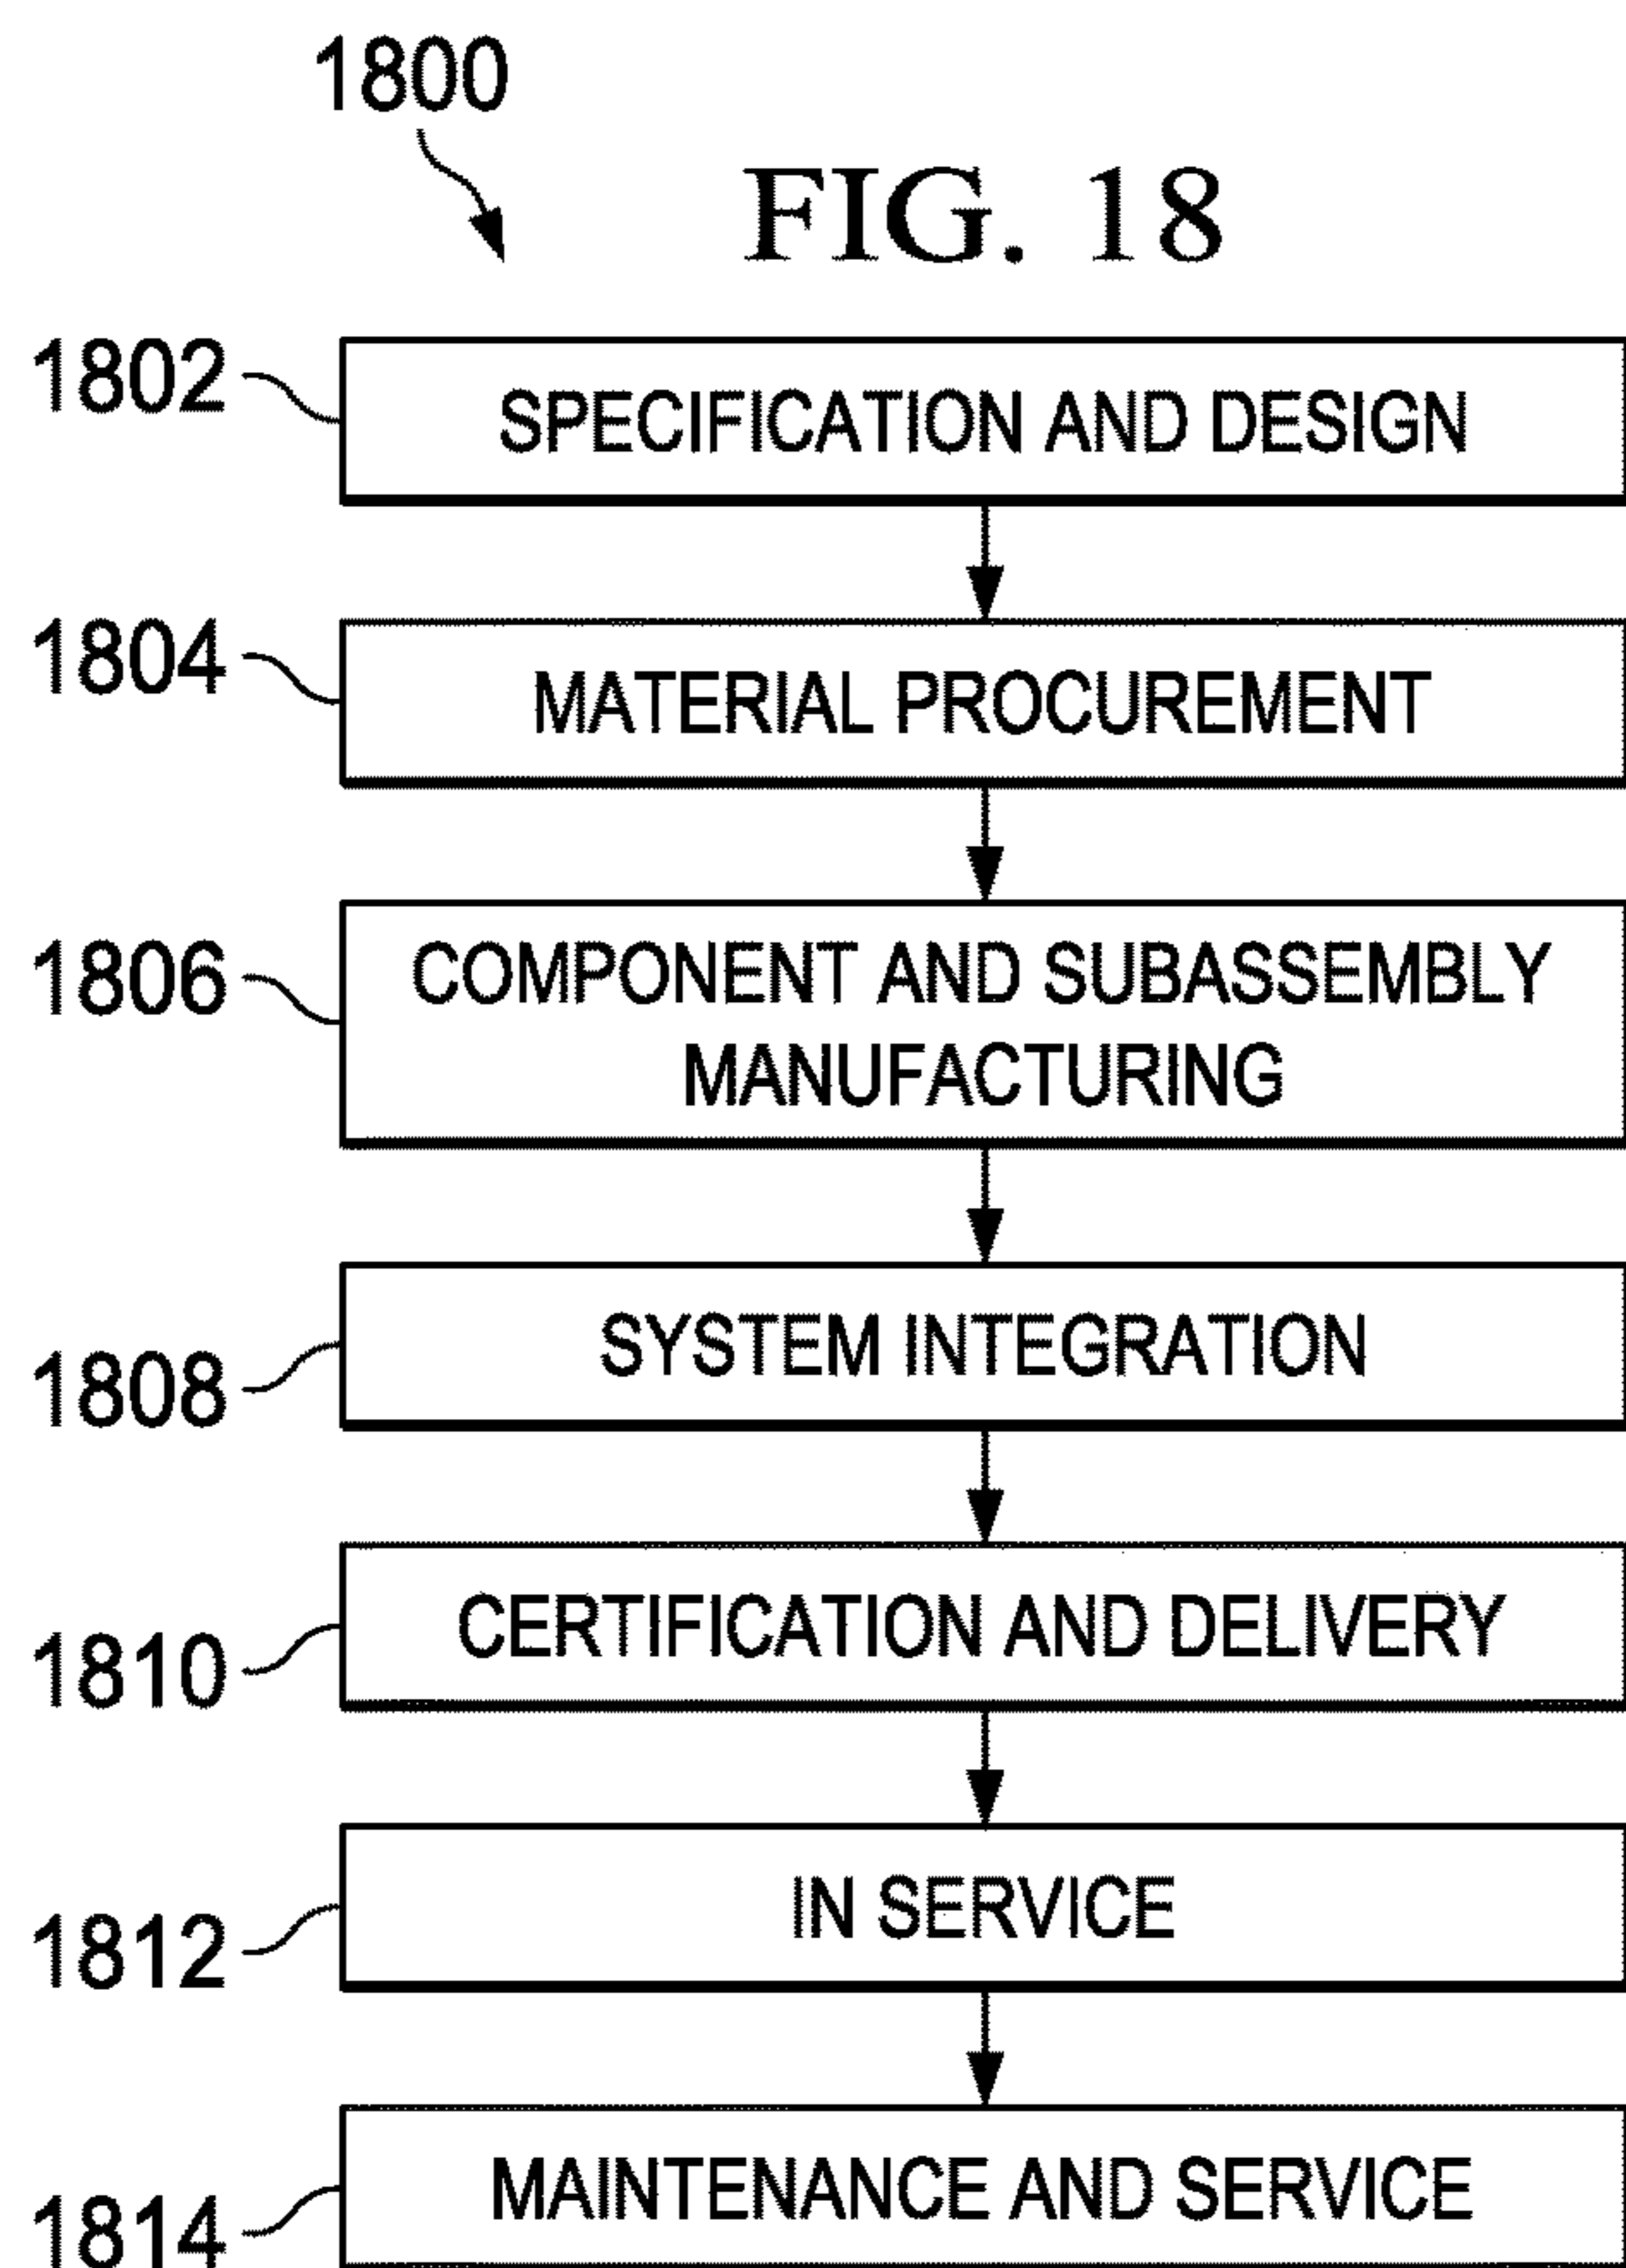 1800
FIG. 18
1802
SPECIFICATION AND DESIGN
1804
MATERIAL PROCUREMENT
1806
COMPONENT AND SUBASSEMBLY
MANUFACTURING
1808
SYSTEM INTEGRATION
1810
CERTIFICATION AND DELIVERY
1812
IN SERVICE
1814
MAINTENANCE AND SERVICE